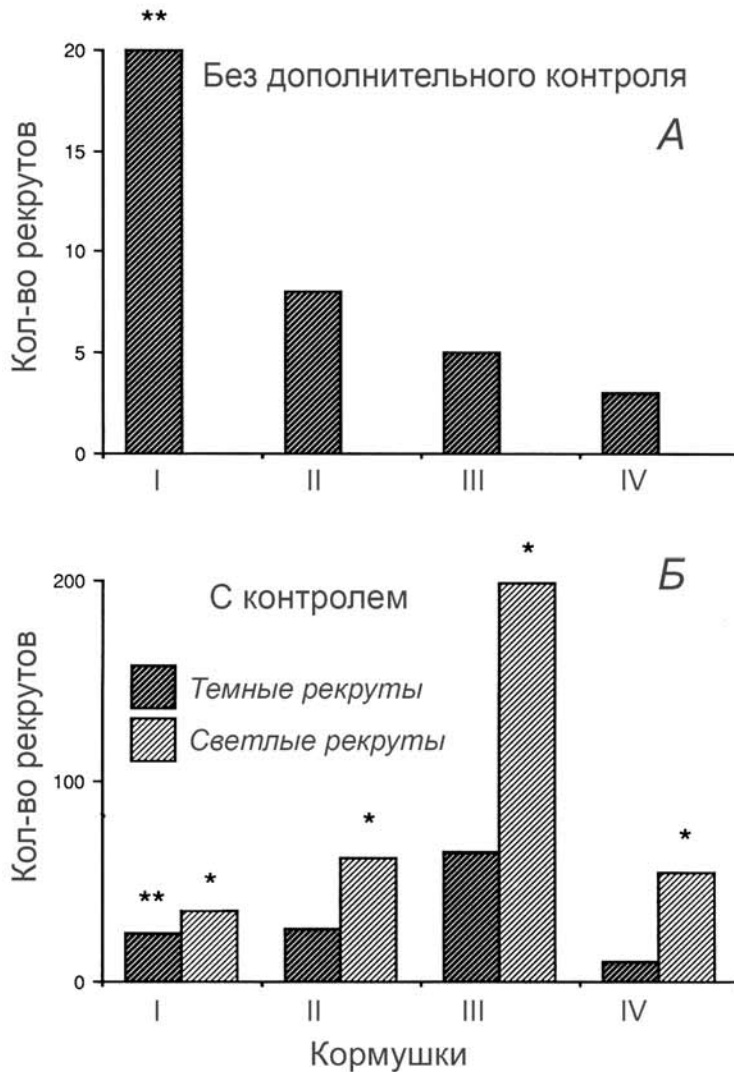 **
20
Без дополнительного контроля
А
15
10
5
0
Кол-во рекрутов
I II III IV
*
Б
200
С контролем
Темные рекруты
Светлые рекруты
*
*
100
** *
0
Кол-во рекрутов
I II III IV
Кормушки